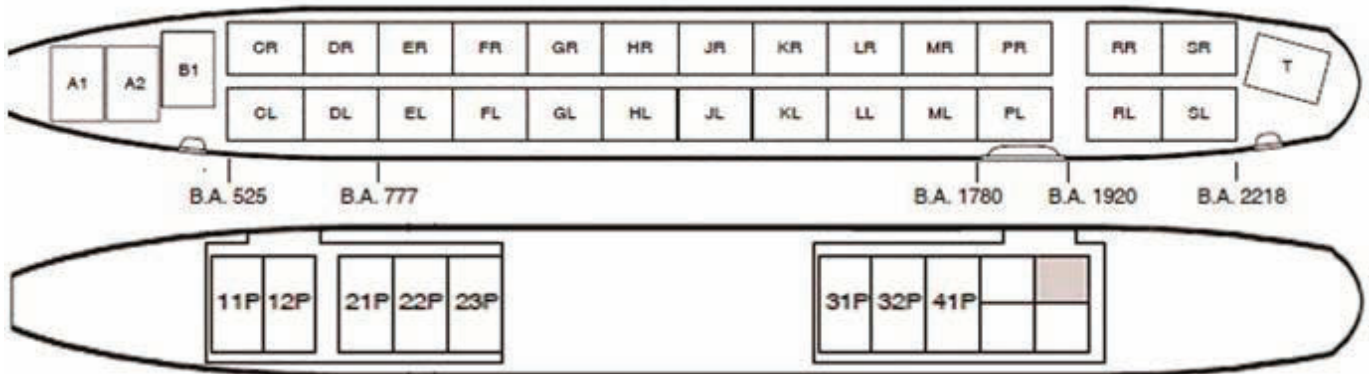 CR DR ER FR GR HR JR KR LR MR PR RR SR
A1 A2 B1 T
CL DL EL FL GL HL JL KL LL ML PL RL SL
B.A. 525 B.A. 777 B.A. 1780 B.A. 1920 B.A. 2218
11P 12P 21P 22P 23P 31P 32P 41P